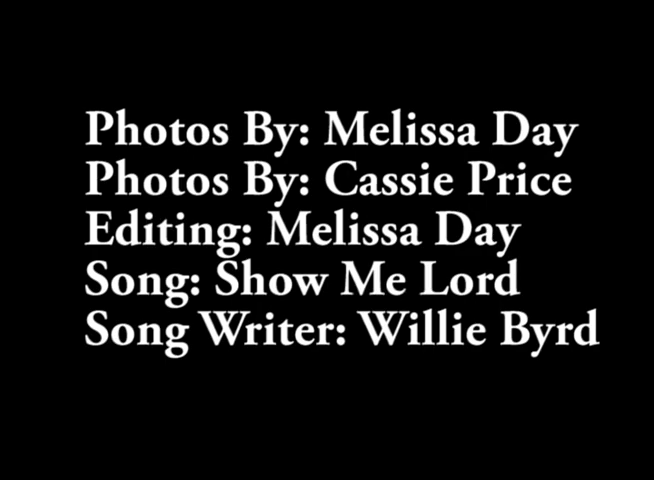 Photos By: Melissa Day
Photos By: Cassie Price
Editing: Melissa Day
Song: Show Me Lord
Song Writer: Willie Byrd